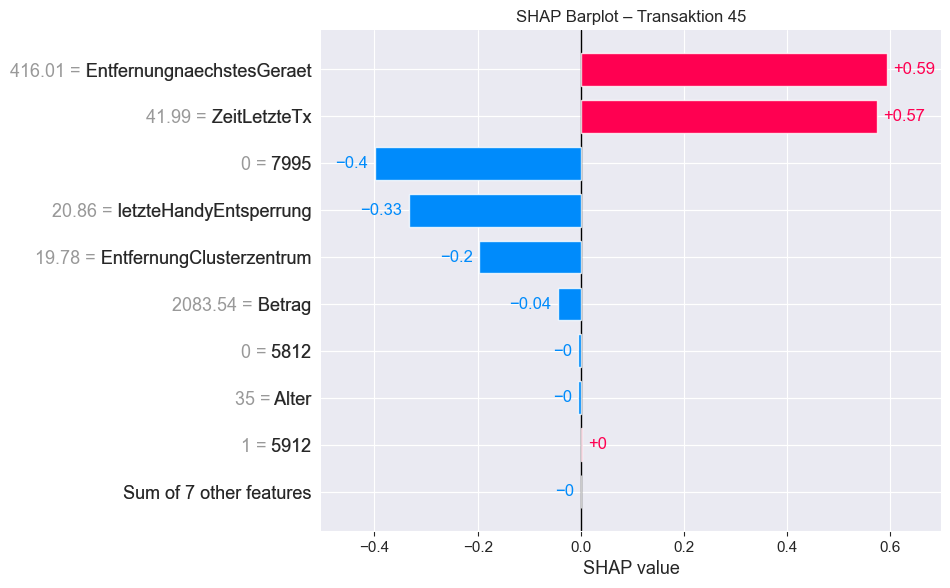 SHAP Barplot – Transaktion 45
416.01 = EntfernungnaechstesGeraet
+0.59
41.99 = ZeitLetzteTx
+0.57
0 = 7995
−0.4
20.86 = letzteHandyEntsperrung
−0.33
19.78 = EntfernungClusterzentrum
−0.2
2083.54 = Betrag
−0.04
0 = 5812
−0
35 = Alter
−0
1 = 5912
+0
Sum of 7 other features
−0
−0.4 −0.2 0.0 0.2 0.4 0.6
SHAP value